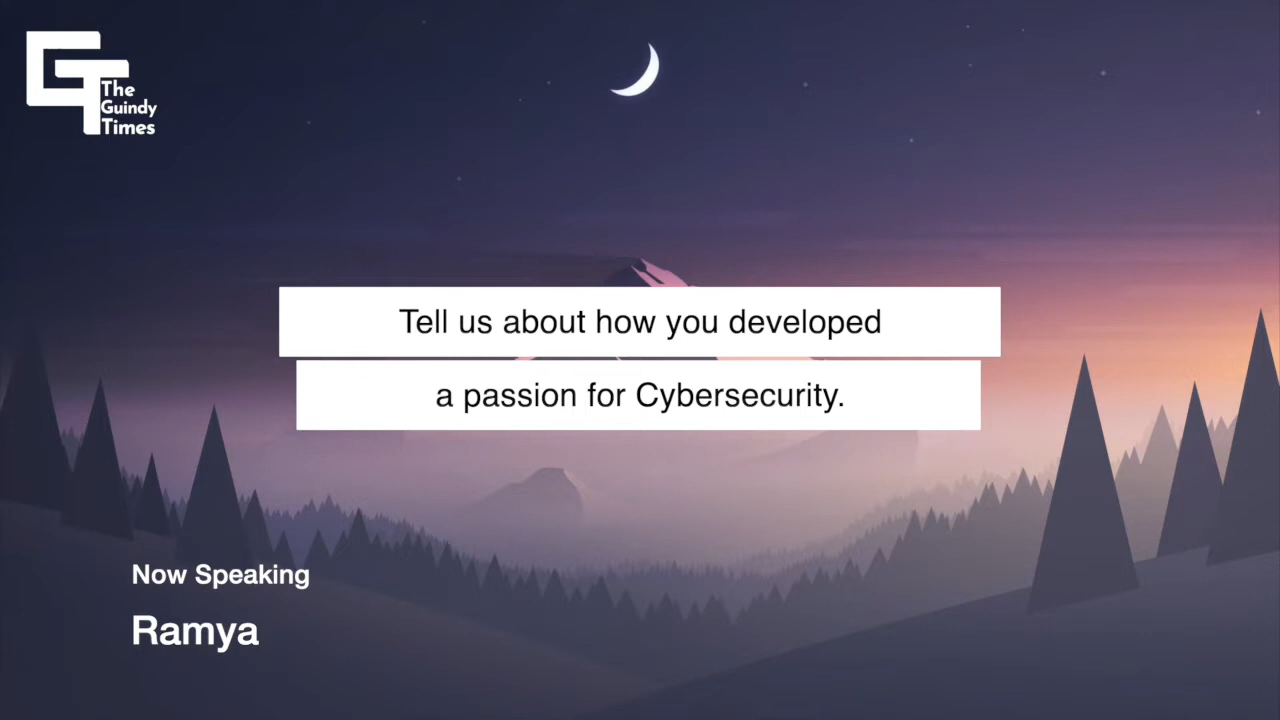 The
Guindy
Times
Tell us about how you developed
a passion for Cybersecurity.
Now Speaking
Ramya